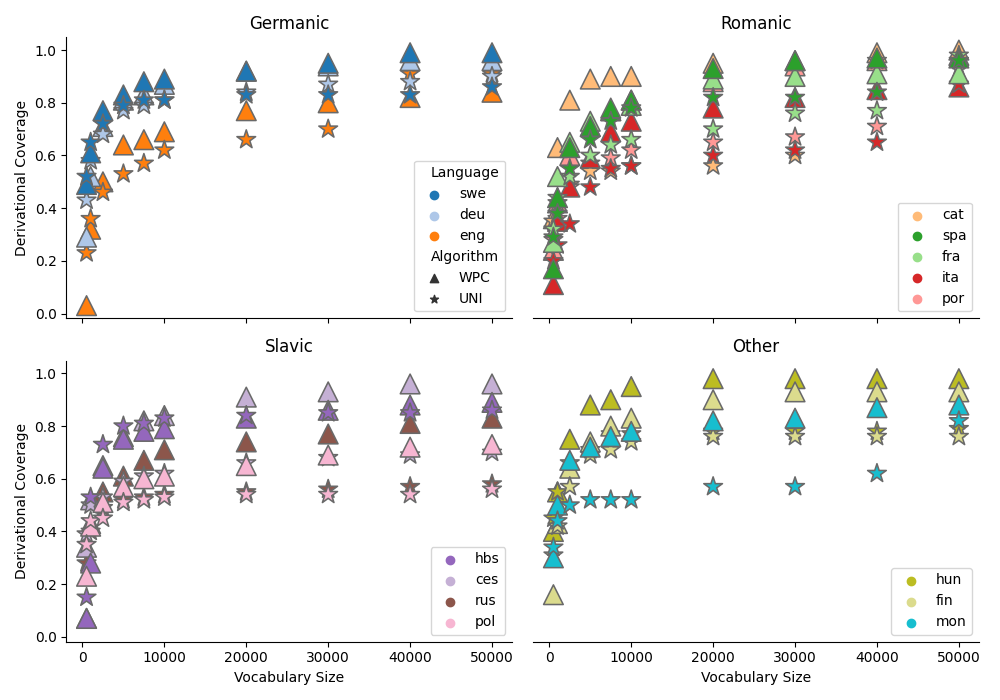 Germanic
Derivational Coverage
1.0
0.8
0.6
0.4
0.2
0.0
Language
swe
deu
eng
Algorithm
WPC
UNI
Romanic
cat
spa
fra
ita
por
Slavic
Derivational Coverage
1.0
0.8
0.6
0.4
0.2
0.0
hbs
ces
rus
pol
0
10000
20000
30000
40000
50000
Vocabulary Size
Other
hun
fin
mon
0
10000
20000
30000
40000
50000
Vocabulary Size